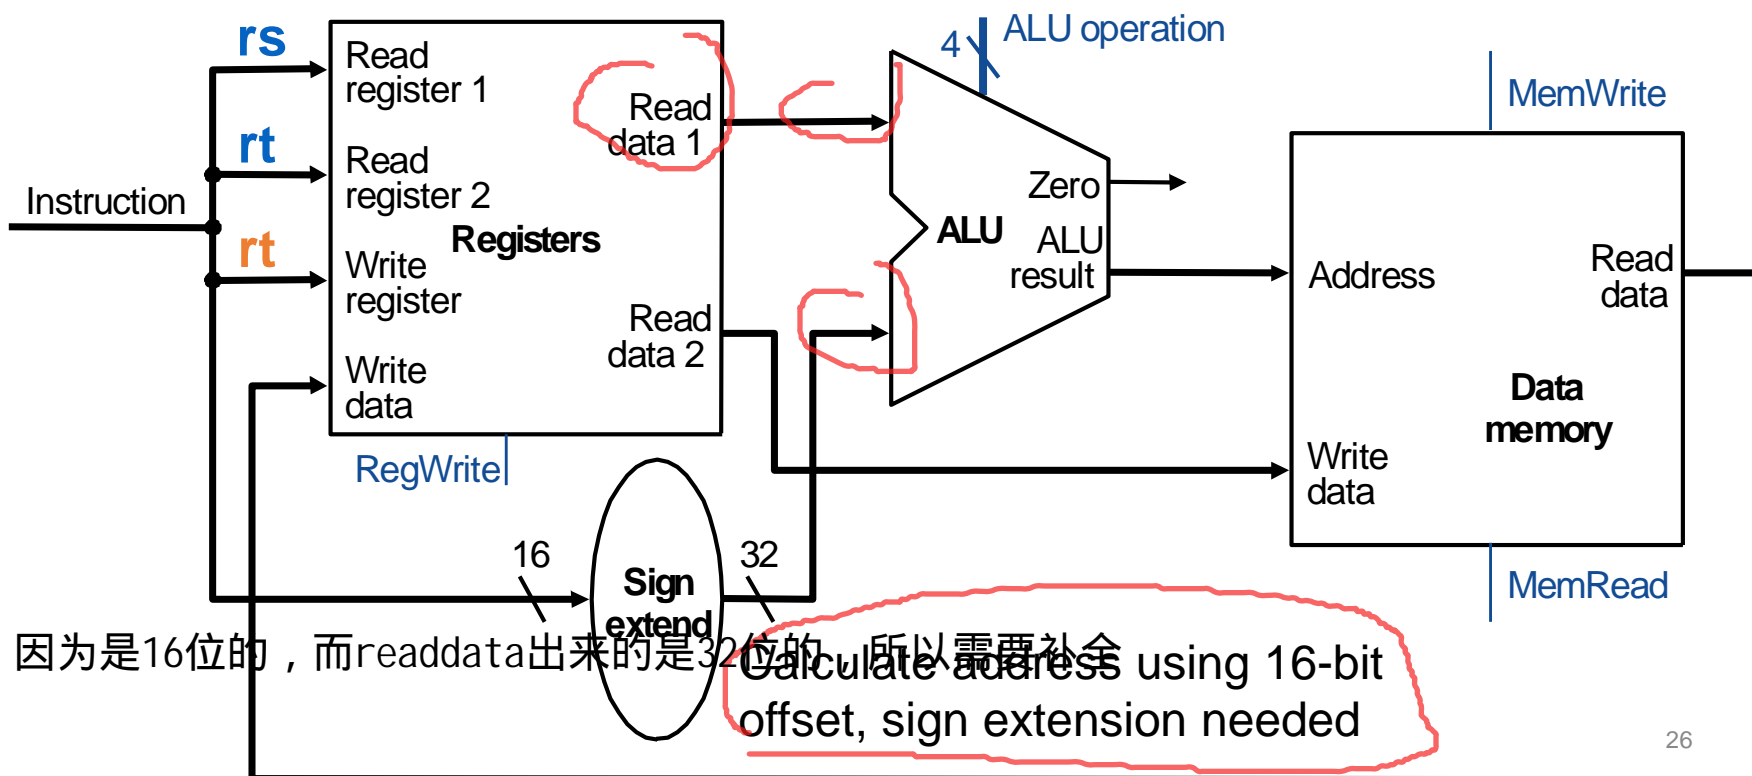 rs
Read
register 1
rt
Read
register 2
Instruction
rt
Registers
Write
register
Write
data
Read
data 1
Read
data 2
RegWrite
4
ALU operation
Zero
ALU
ALU
result
MemWrite
Address
Read
data
Data
memory
Write
data
MemRead
16
Sign
extend
32
因为是16位的，而readdata出来的是32位的，所以需要补全
Calculate address using 16-bit
offset, sign extension needed
26